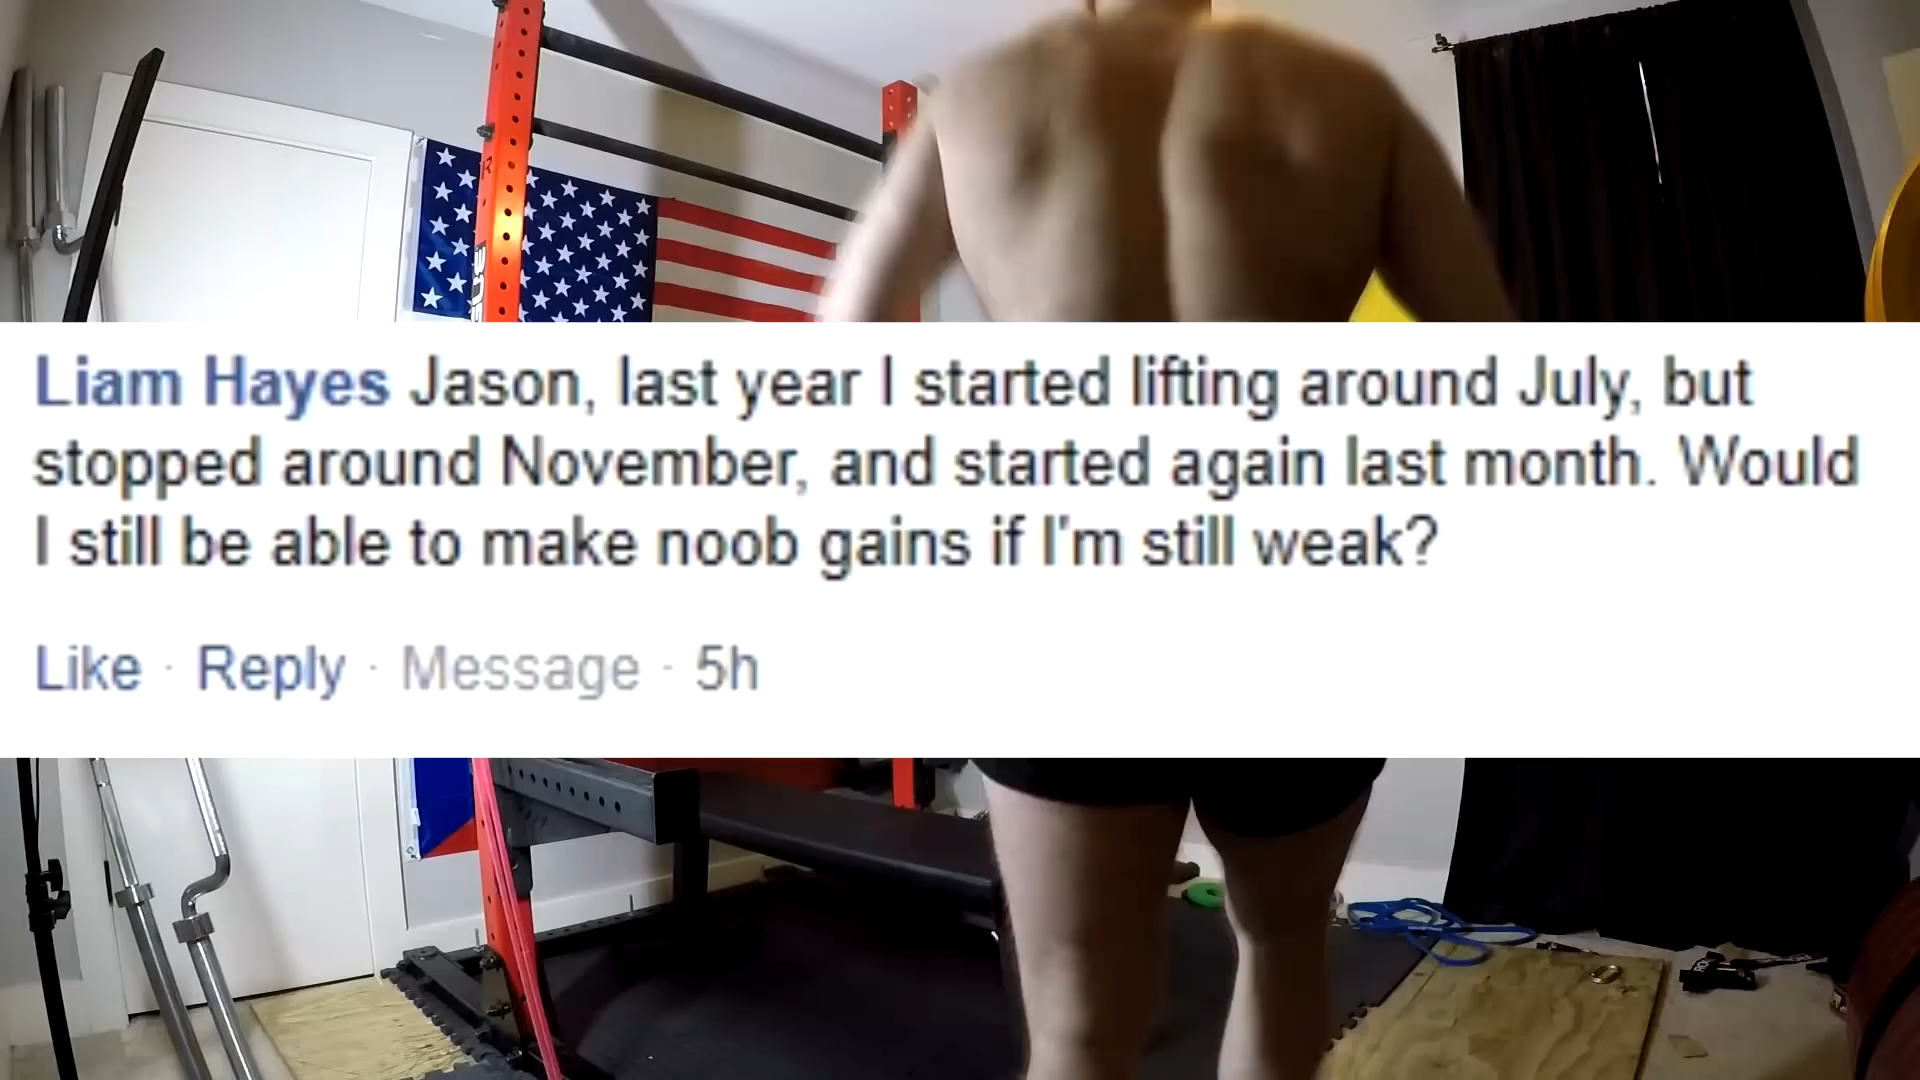 Liam Hayes Jason, last year I started lifting around July, but
stopped around November, and started again last month. Would
I still be able to make noob gains if I'm still weak?
Like · Reply · Message · 5h